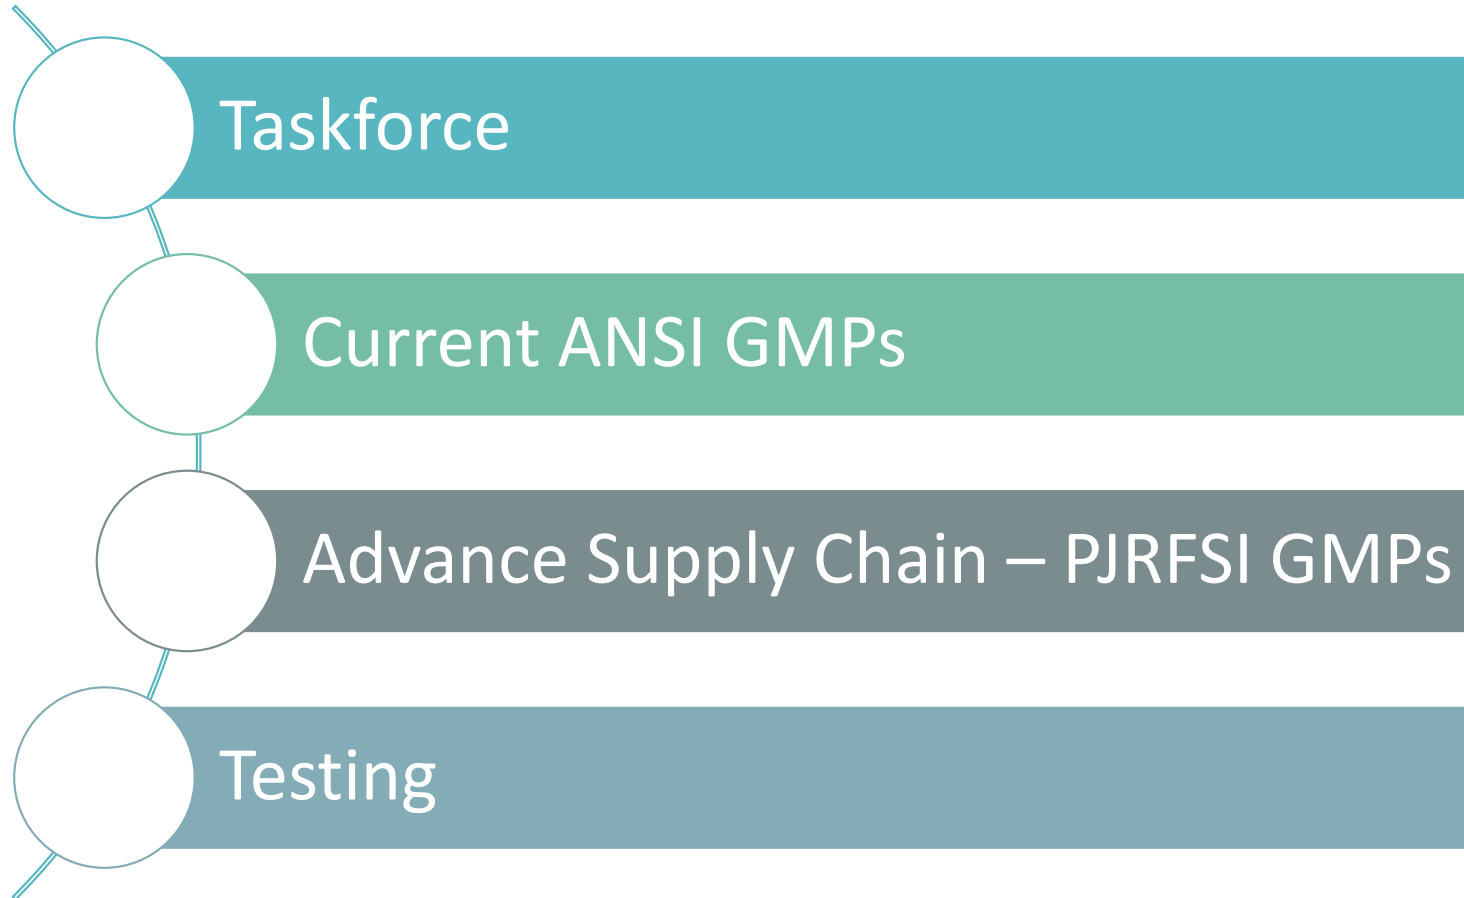 Taskforce
Current ANSI GMPs
Advance Supply Chain – PJRFSI GMPs
Testing